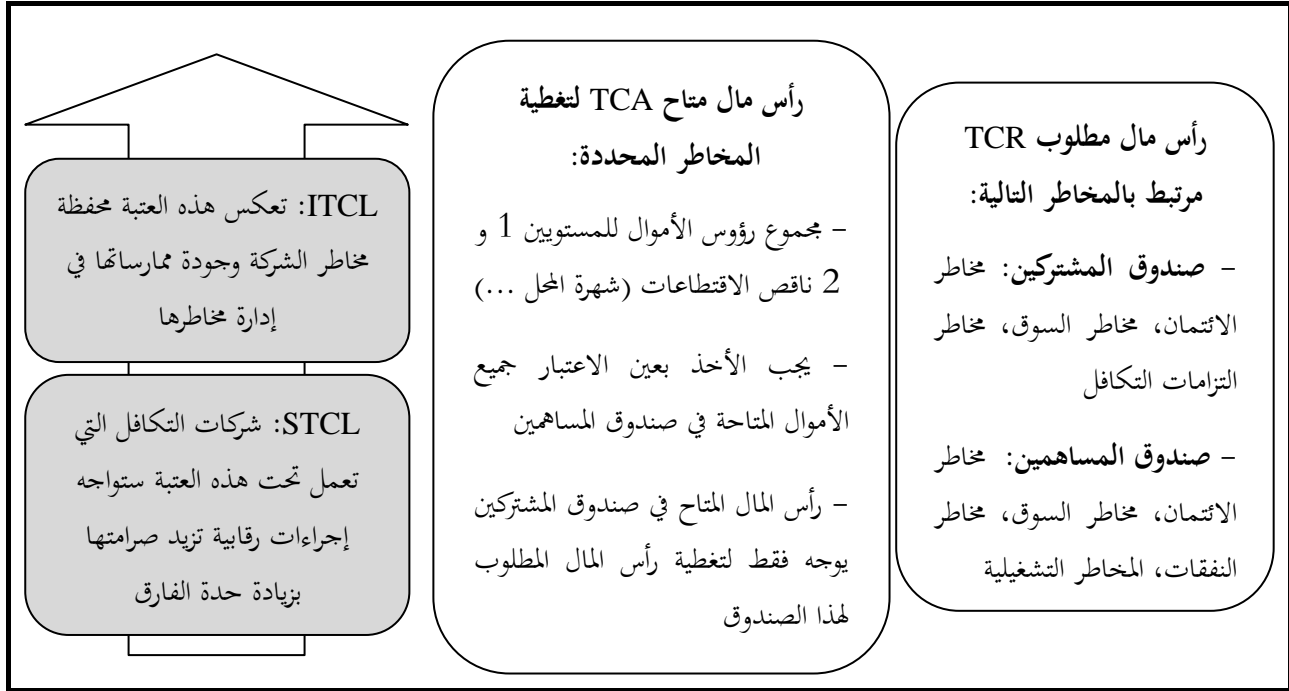 رأس مال مطلوب TCR
مرتبط بالمخاطر التالية:
- صندوق المشتركين: مخاطر
الائتمان، مخاطر السوق، مخاطر
التزامات التكافل
- صندوق المساهمين: مخاطر
الائتمان، مخاطر السوق، مخاطر
النفقات، المخاطر التشغيلية
رأس مال متاح TCA لتغطية
المخاطر المحددة:
- مجموع رؤوس الأموال للمستويين 1 و
2 ناقص الاقتطاعات (شهرة المحل ...)
- يجب الأخذ بعين الاعتبار جميع
الأموال المتاحة في صندوق المساهمين
- رأس المال المتاح في صندوق المشتركين
يوجه فقط لتغطية رأس المال المطلوب
لهذا الصندوق
ITCL: تعكس هذه العتبة محفظة
مخاطر الشركة وجودة ممارساتها في
إدارة مخاطرها
STCL: شركات التكافل التي
تعمل تحت هذه العتبة ستواجه
إجراءات رقابية تزيد صرامتها
بزيادة حدة الفارق